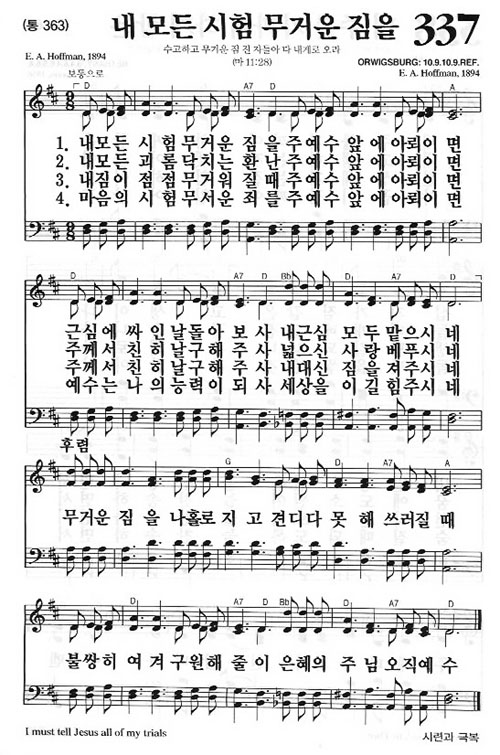 (통 363)
내 모든 시험 무거운 짐을 337
수고하고 무거운 짐 진 자들아 다 내게로 오라
(마 11:28)
E. A. Hoffman, 1894
보통으로
ORWIGSBURG: 10.9.10.9.REF.
E. A. Hoffman, 1894
D A7 D A
1. 내모든 시 험무거운 짐 을주예수 앞 에아뢰이 면
2. 내모든 괴 롬닥치는 환 난주예수 앞 에아뢰이 면
3. 내짐이 점 점무거워 질 때주예수 앞 에아뢰이 면
4. 마음의 시 험무서운 죄 를주예수 앞 에아뢰이 면
D A7 D Bb D A7 D
근심에 싸 인날돌아 보 사 내근심 모 두맡으시 네
주께서 친 히날구해 주 사 넓으신 사 랑베푸시 네
주께서 친 히날구해 주 사 내대신 짐 을져주시 네
예수는 나 의능력이 되 사세상을 이 길힘주시 네
후렴
A G D A
무거운 짐 을 나홀로 지 고 견디다 못 해 쓰러질 때
D A7 D Bb D A7 D
불쌍히 여 겨구원해 줄 이 은혜의 주 님오직예 수
I must tell Jesus all of my trials
시련과 극복